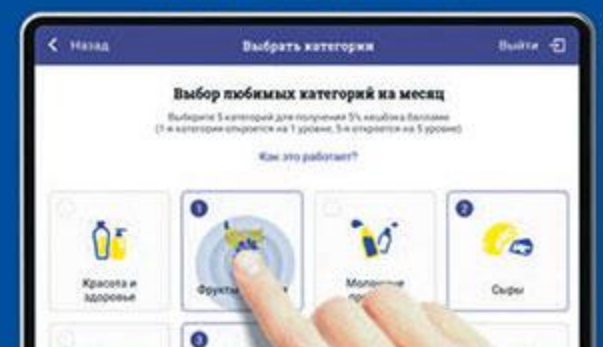 Назад
Выбрать категории
Выйти
Выбор любимых категорий на месяц
Выберите 5 категорий для получения 5% кешбэка баллами
(1-я категория откроется на 1 уровне, 5-я откроется на 5 уровне)
Как это работает?
1
2
Красота и
здоровье
Сыры
3